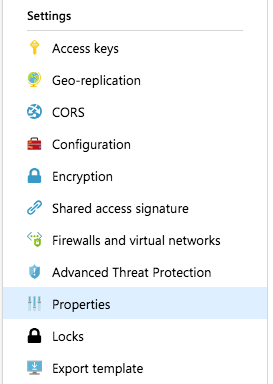 Settings
Access keys
Geo-replication
CORS
Configuration
Encryption
Shared access signature
Firewalls and virtual networks
Advanced Threat Protection
Properties
Locks
Export template